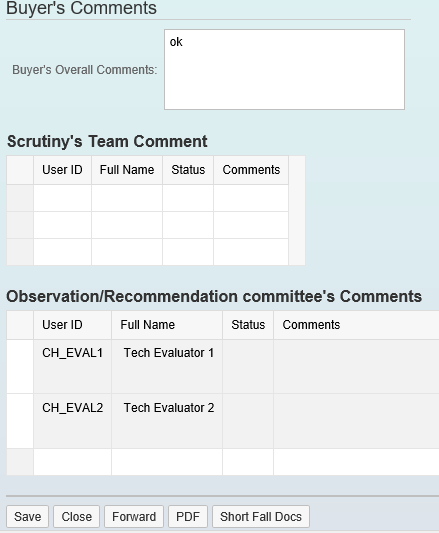 Buyer's Comments
ok
Buyer's Overall Comments:
Scrutiny's Team Comment
User ID Full Name Status Comments
Observation/Recommendation committee's Comments
User ID Full Name Status Comments
CH_EVAL1 Tech Evaluator 1
CH_EVAL2 Tech Evaluator 2
Save Close Forward PDF Short Fall Docs